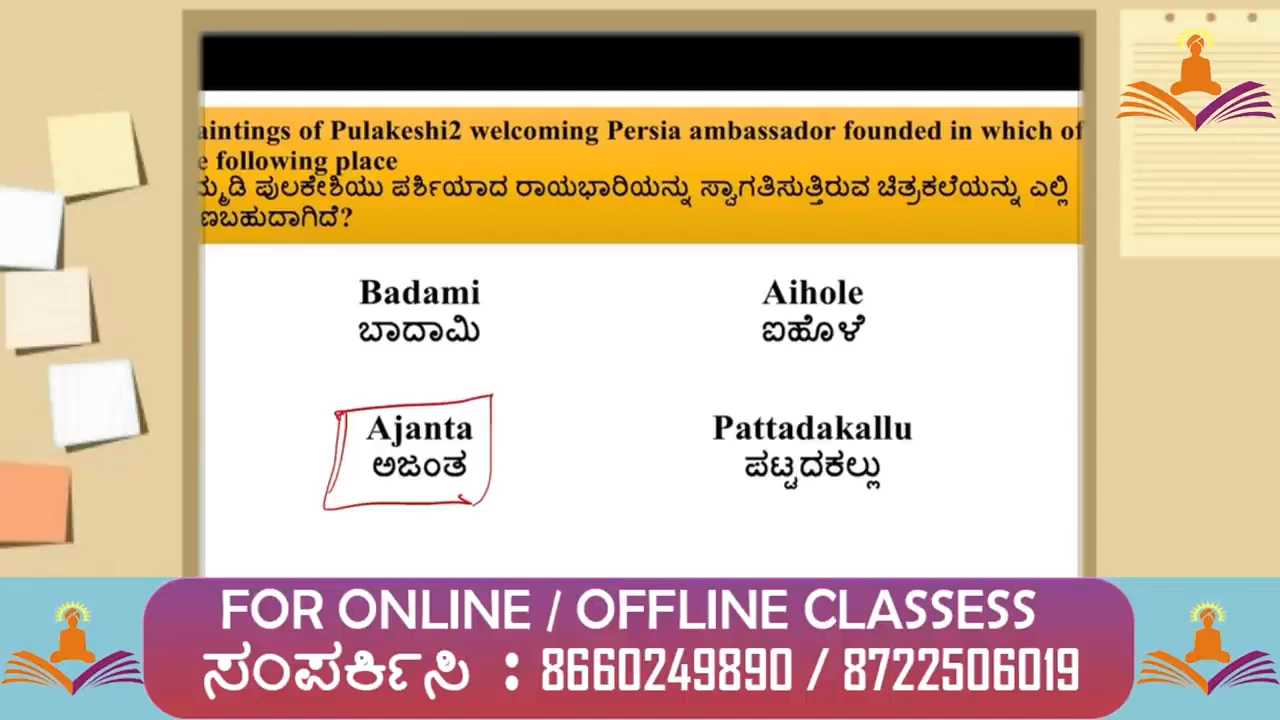 aintings of Pulakeshi2 welcoming Persia ambassador founded in which of
e following place
ಮ್ಮಡಿ ಪುಲಕೇಶಿಯು ಪರ್ಶಿಯಾದ ರಾಯಭಾರಿಯನ್ನು ಸ್ವಾಗತಿಸುತ್ತಿರುವ ಚಿತ್ರಕಲೆಯನ್ನು ಎಲ್ಲಿ
ಣಬಹುದಾಗಿದೆ?
Badami
ಬಾದಾಮಿ
Aihole
ಐಹೊಳೆ
Ajanta
ಅಜಂತ
Pattadakallu
ಪಟ್ಟದಕಲ್ಲು
FOR ONLINE / OFFLINE CLASSESS
ಸಂಪರ್ಕಿಸಿ : 8660249890 / 8722506019